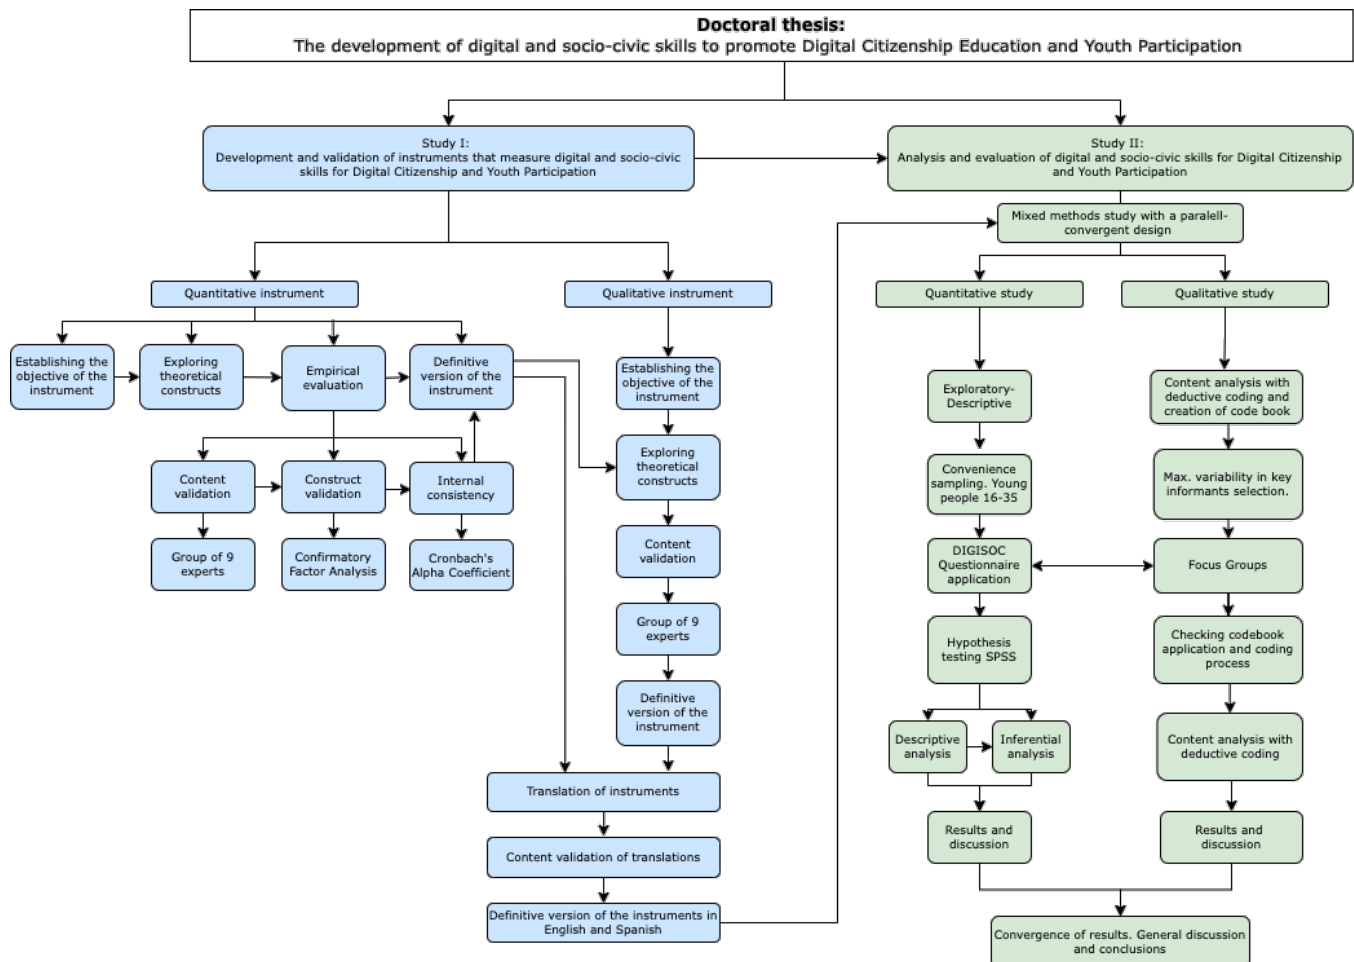 Doctoral thesis:
The development of digital and socio-civic skills to promote Digital Citizenship Education and Youth Participation
Study I:
Development and validation of instruments that measure digital and socio-civic
skills for Digital Citizenship and Youth Participation
Study II:
Analysis and evaluation of digital and socio-civic skills for Digital Citizenship
and Youth Participation
Mixed methods study with a paralell-
convergent design
Quantitative instrument
Qualitative instrument
Quantitative study
Qualitative study
Establishing the
objective of the
instrument
Exploring
theoretical
constructs
Empirical
evaluation
Definitive
version of the
instrument
Content
validation
Construct
validation
Internal
consistency
Group of 9
experts
Confirmatory
Factor Analysis
Cronbach's
Alpha Coefficient
Establishing the
objective of the
instrument
Exploring
theoretical
constructs
Content
validation
Group of 9
experts
Definitive
version of the
instrument
Translation of instruments
Content validation of translations
Definitive version of the instruments in
English and Spanish
Exploratory-
Descriptive
Convenience
sampling. Young
people 16-35
DIGISOC
Questionnaire
application
Hypothesis
testing SPSS
Descriptive
analysis
Inferential
analysis
Results and
discussion
Content analysis with
deductive coding and
creation of code book
Max. variability in key
informants selection.
Focus Groups
Checking codebook
application and coding
process
Content analysis with
deductive coding
Results and
discussion
Convergence of results. General discussion
and conclusions